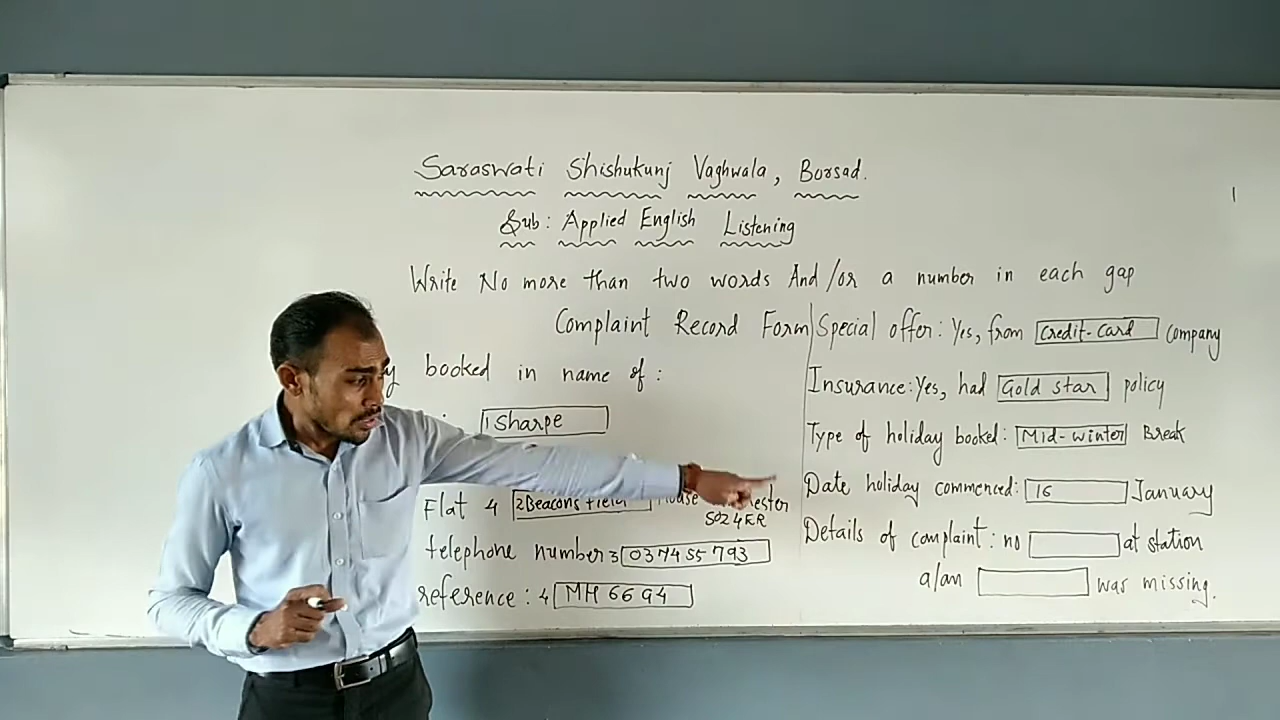 Saraswati Shishukunj Vaghwala, Borsad.
Sub: Applied English Listening
1
Write No more than two words And/or a number in each gap
Complaint Record Form
booked in name of:
1 Sharpe
Flat 4 2 Beacons field House
SO2 4ER
telephone number 3 0374 55 793
reference: 4 MH 66 94
Special offer: Yes, from Credit-Card company
Insurance: Yes, had Gold star policy
Type of holiday booked: Mid-winter Break
Date holiday commenced: 16 January
Details of complaint: no at station
a/an was missing.